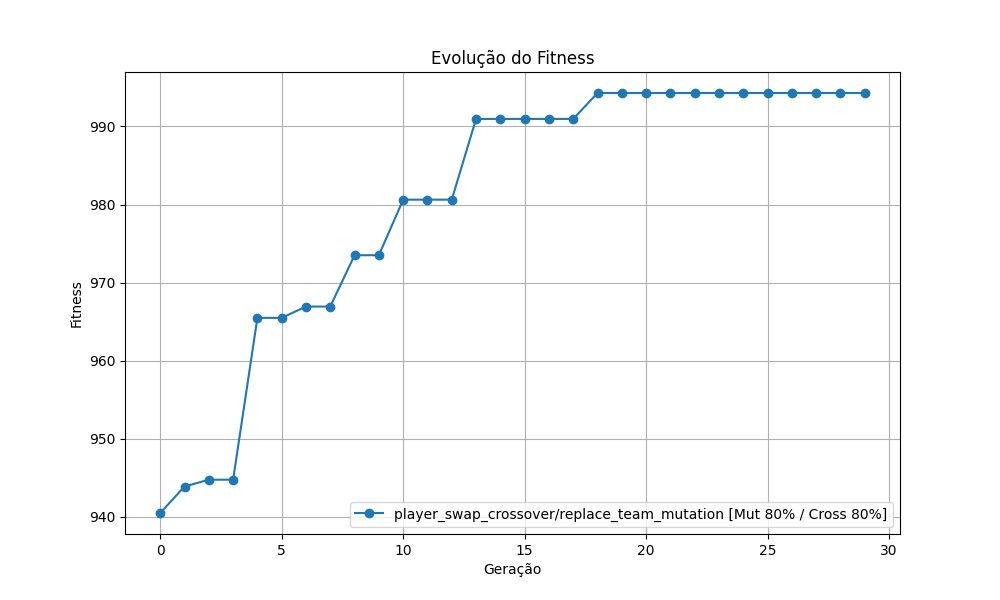 Evolução do Fitness
Fitness
990
980
970
960
950
940
player_swap_crossover/replace_team_mutation [Mut 80% / Cross 80%]
0 5 10 15 20 25 30
Geração